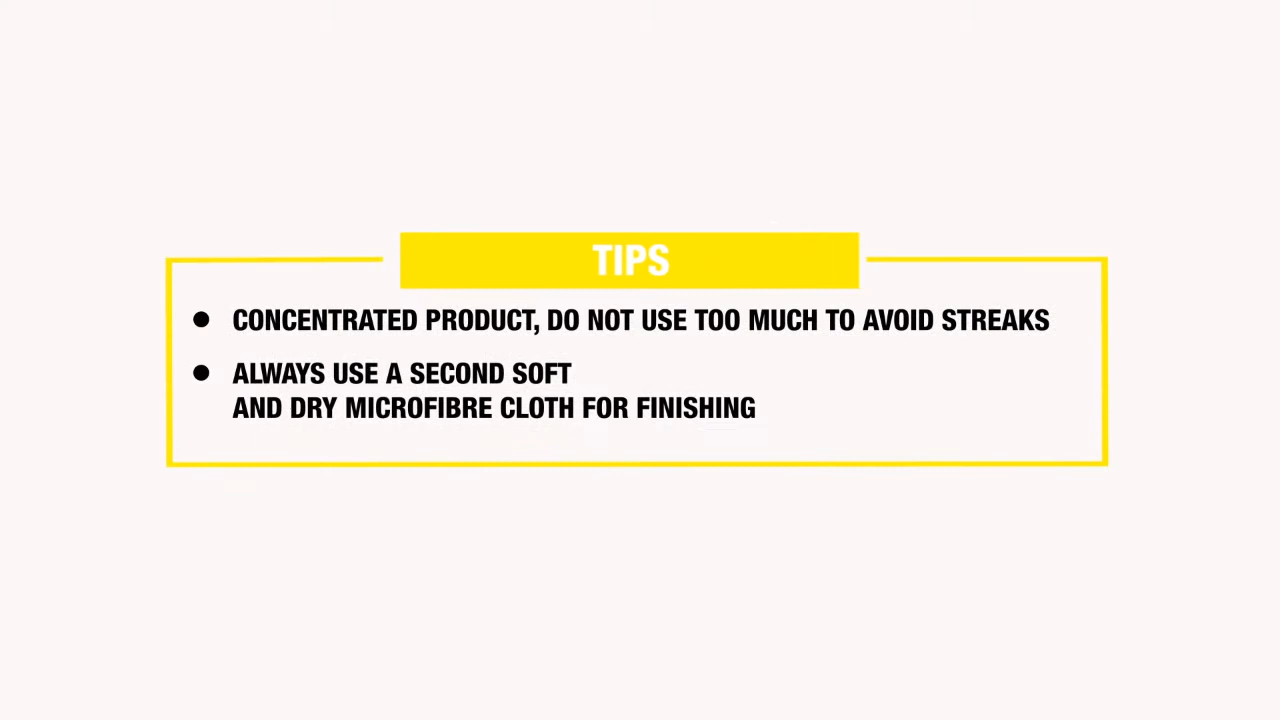 TIPS
● CONCENTRATED PRODUCT, DO NOT USE TOO MUCH TO AVOID STREAKS
● ALWAYS USE A SECOND SOFT
AND DRY MICROFIBRE CLOTH FOR FINISHING